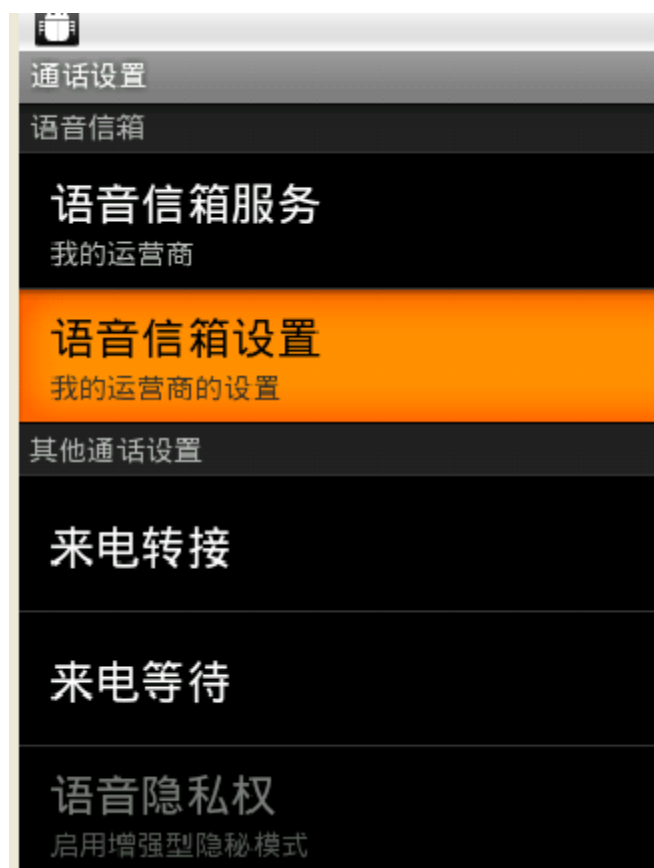 通话设置
语音信箱
语音信箱服务
我的运营商
语音信箱设置
我的运营商的设置
其他通话设置
来电转接
来电等待
语音隐私权
启用增强型隐秘模式